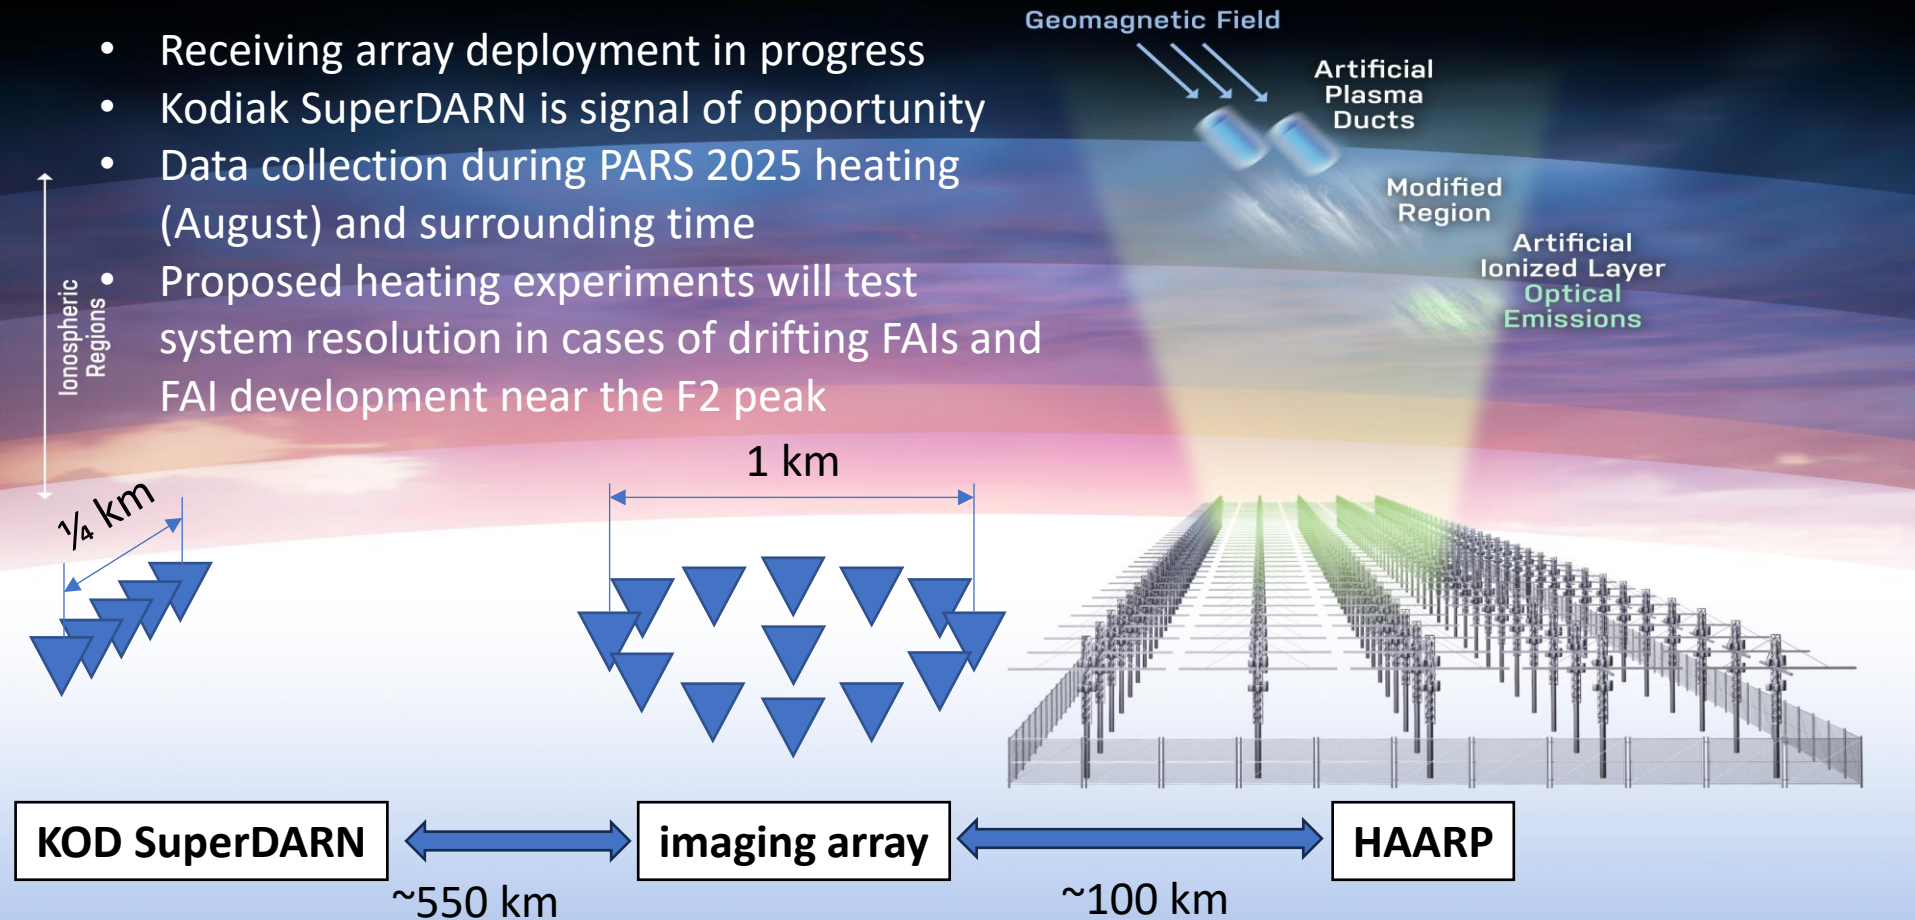 • Receiving array deployment in progress
• Kodiak SuperDARN is signal of opportunity
• Data collection during PARS 2025 heating
(August) and surrounding time
• Proposed heating experiments will test
system resolution in cases of drifting FAIs and
FAI development near the F2 peak
Geomagnetic Field
Artificial
Plasma
Ducts
Modified
Region
Artificial
Ionized Layer
Optical
Emissions
Ionospheric
Regions
¼ km
1 km
KOD SuperDARN
imaging array
HAARP
~550 km
~100 km